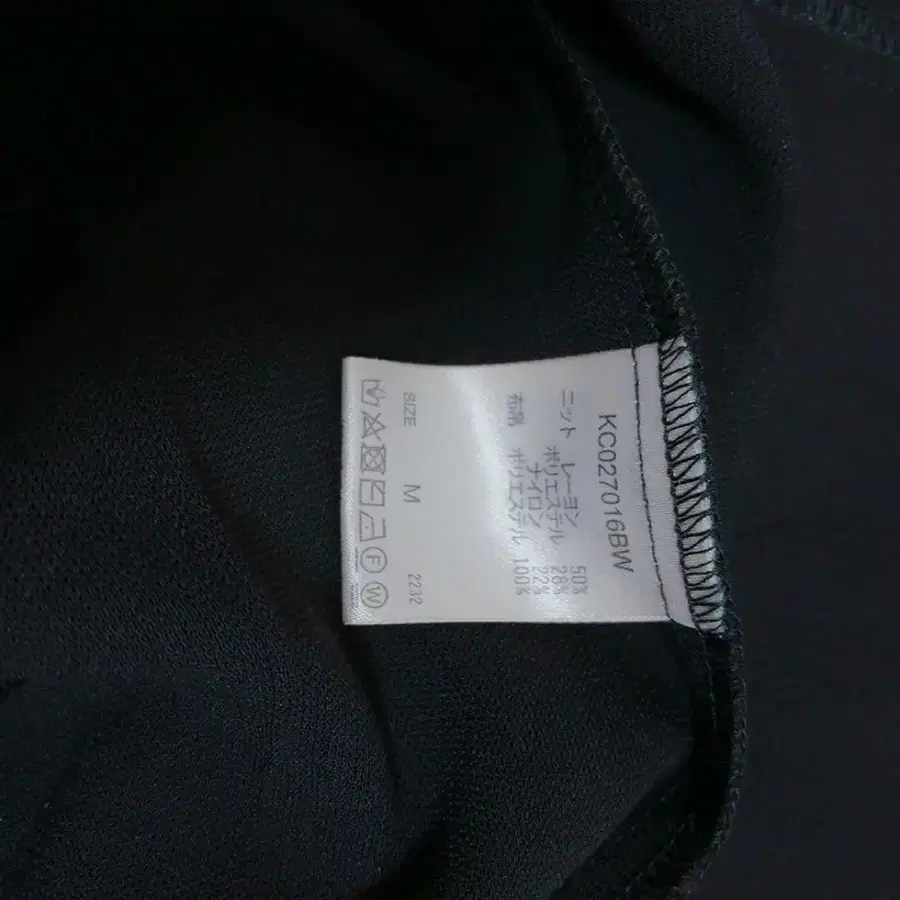 KC027016BW
ニット レーヨン 50%
ポリエステル 28%
ナイロン 22%
布帛 ポリエステル 100%
SIZE M 2232
F W